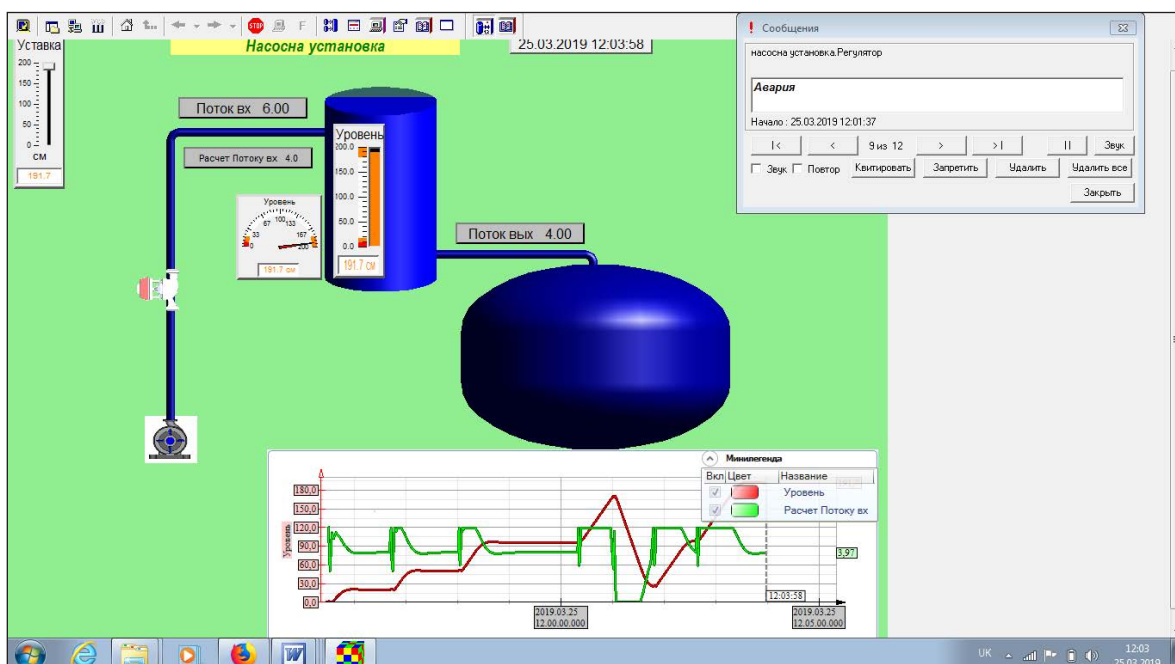 STOP
F
Уставка
200
150
100
50
0
см
191.7
Насосна установка
25.03.2019 12:03:58
Поток вх 6.00
Расчет Потоку вх 4.0
Уровень
200.0
150.0
100.0
50.0
0.0
191.7 см
Уровень
0
33
67
100
133
167
200
191.7 см
Поток вых 4.00
Сообщения
насосна установка.Регулятор
Авария
Начало : 25.03.2019 12:01:37
|<
<
9 из 12
>
>|
||
Звук
Звук
Повтор
Квитировать
Запретить
Удалить
Удалить все
Закрыть
Минилегенда
Вкл Цвет Название
Уровень
Расчет Потоку вх
Уровень
180,0
150,0
120,0
90,0
60,0
30,0
0,0
3,97
12:03:58
2019.03.25
12.00.00.000
2019.03.25
12.05.00.000
UK
12:03
25.03.2019